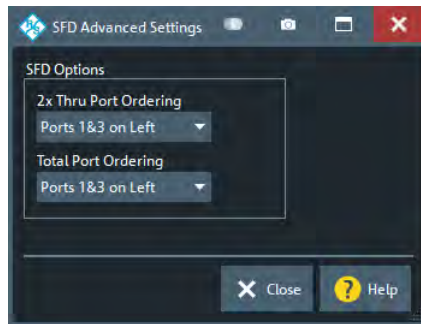 SFD Advanced Settings
SFD Options
2x Thru Port Ordering
Ports 1&3 on Left
Total Port Ordering
Ports 1&3 on Left
Close
? Help